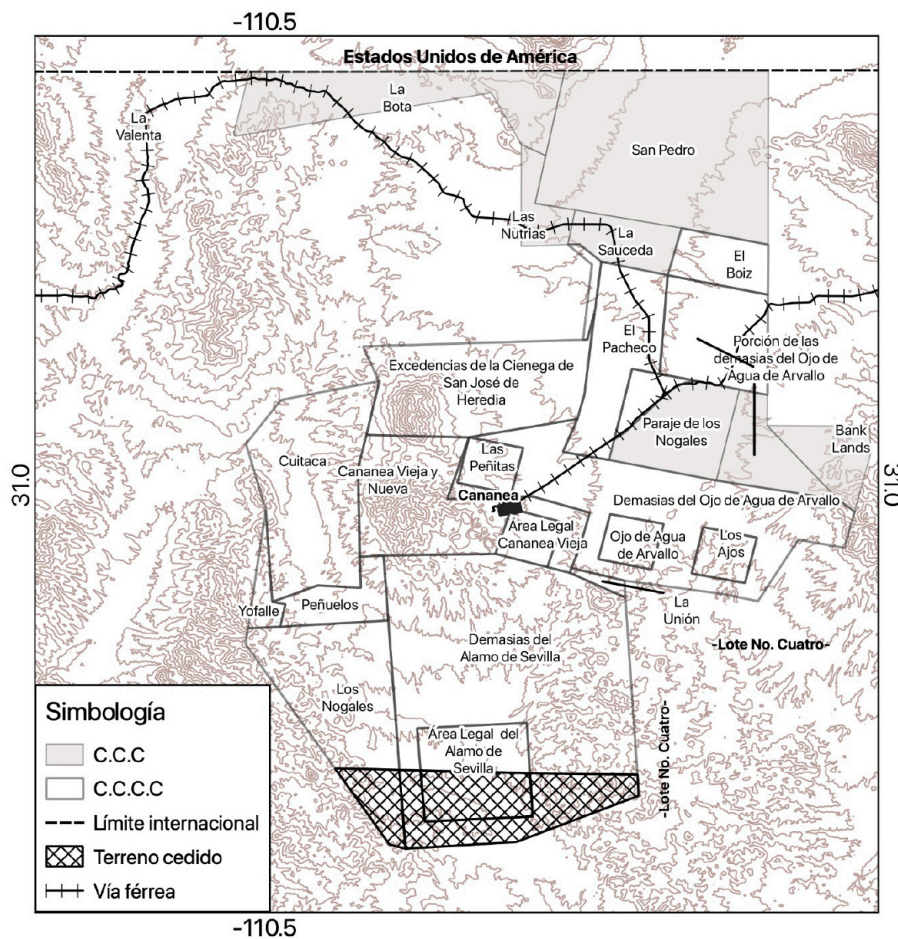 -110.5
Estados Unidos de América
La
Bota
La
Valenta
San Pedro
Las
Nutrias
La
Sauceda
El
Boiz
El
Pacheco
Porción de las
demasias del Ojo de
Agua de Arvallo
Excedencias de la Cienega de
San José de
Heredia
Paraje de los
Nogales
Bank
Lands
Cuitaca
Cananea Vieja y
Nueva
Las
Peñitas
31.0
31.0
Cananea
Demasias del Ojo de Agua de Arvallo
Área Legal
Cananea Vieja
Ojo de Agua
de Arvallo
Los
Ajos
Yofalle
Peñuelos
La
Unión
Demasías del
Alamo de Sevilla
-Lote No. Cuatro-
Los
Nogales
-Lote No. Cuatro-
Área Legal del
Alamo de
Sevilla
Simbología
C.C.C
C.C.C.C
Límite internacional
Terreno cedido
Vía férrea
-110.5